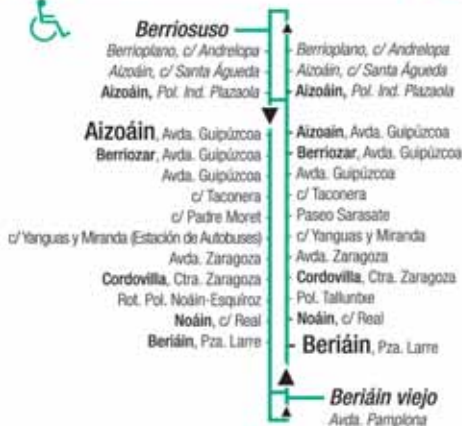 Berriosuso
Berrioplano, c/ Andrelopa
Aizoáin, c/ Santa Águeda
Aizoáin, Pol. Ind. Plazaola
Aizoáin, Avda. Guipúzcoa
Berriozar, Avda. Guipúzcoa
Avda. Guipúzcoa
c/ Taconera
c/ Padre Moret
c/ Yanguas y Miranda (Estación de Autobuses)
Avda. Zaragoza
Cordovilla, Ctra. Zaragoza
Rot. Pol. Noáin-Esquíroz
Noáin, c/ Real
Beriáin, Pza. Larre
Berrioplano, c/ Andrelopa
Aizoáin, c/ Santa Águeda
Aizoáin, Pol. Ind. Plazaola
Aizoain, Avda. Guipúzcoa
Berriozar, Avda. Guipúzcoa
Avda. Guipúzcoa
c/ Taconera
Paseo Sarasate
c/ Yanguas y Miranda
Avda. Zaragoza
Cordovilla, Ctra. Zaragoza
Pol. Talluntxe
Noáin, c/ Real
Beriáin, Pza. Larre
Beriáin viejo
Avda. Pamplona